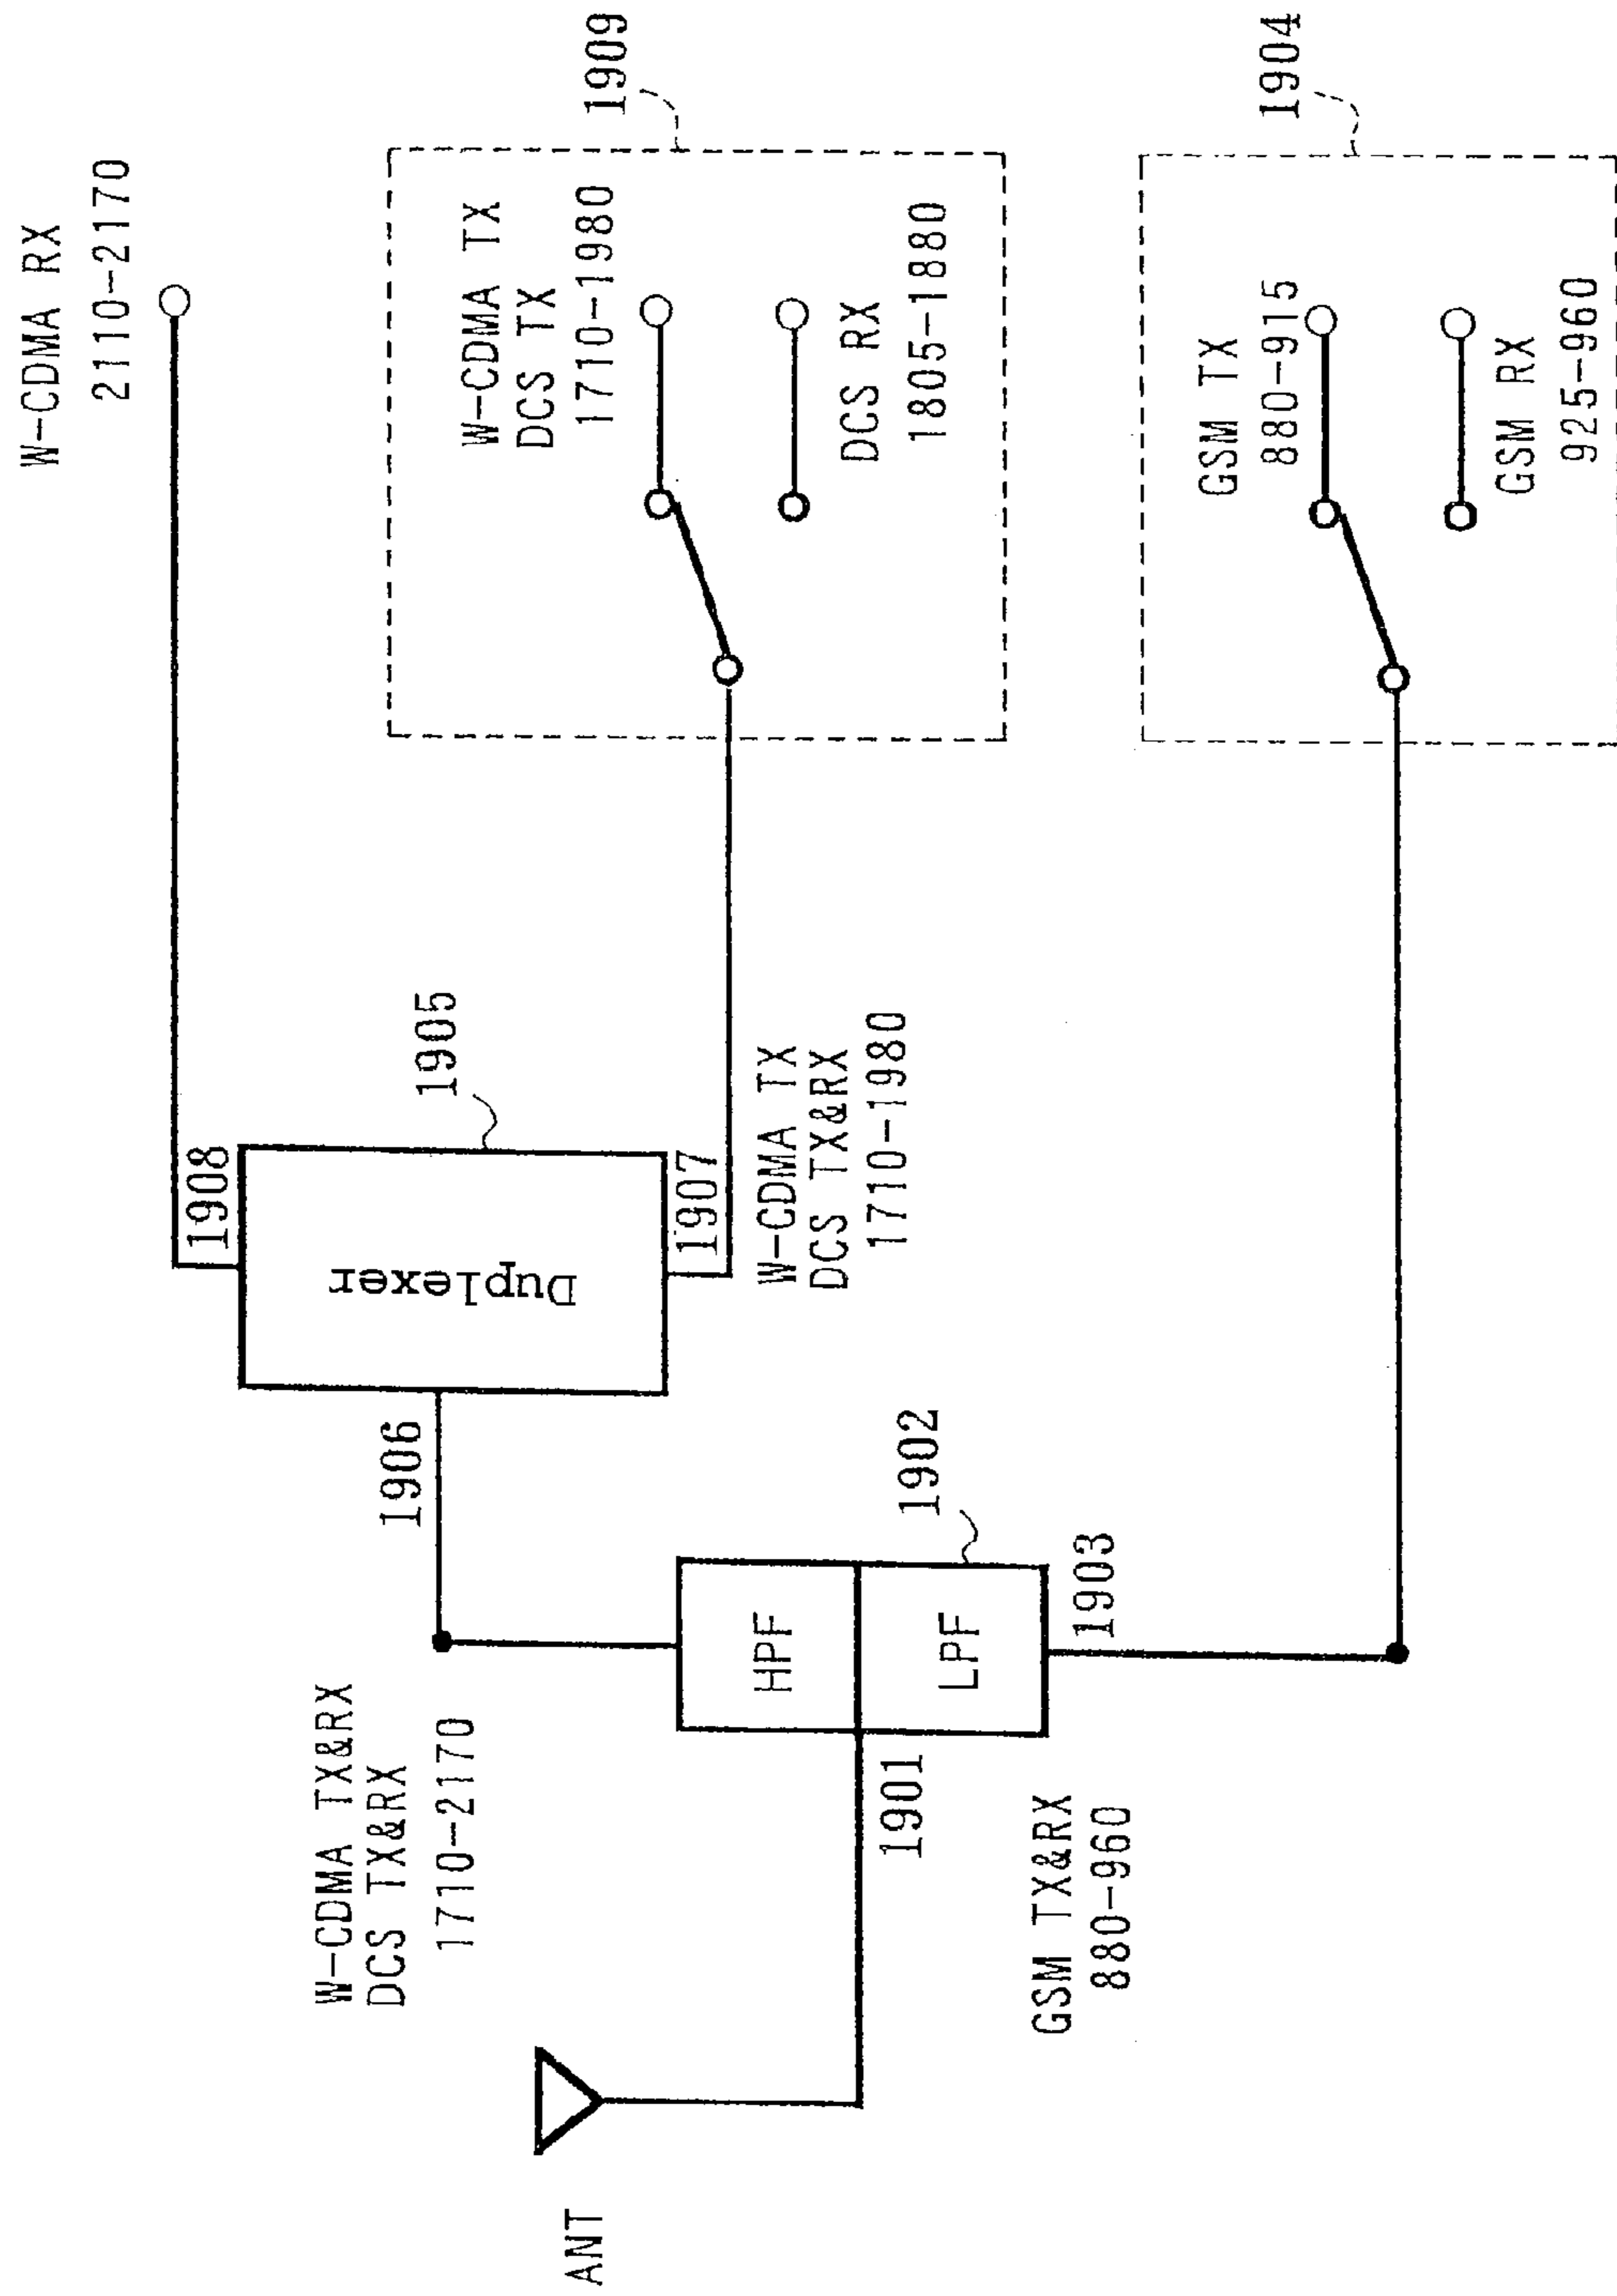 W-CDMA RX
2110-2170
1909
W-CDMA TX
DCS TX
1710-1980
DCS RX
1805-1880
1904
GSM TX
880-915
GSM RX
925-960
1905
1908
Duplexer
1907
W-CDMA TX
DCS TX&RX
1710-1980
1906
1902
HPF
LPF
1903
W-CDMA TX&RX
DCS TX&RX
1710-2170
1901
GSM TX&RX
880-960
ANT